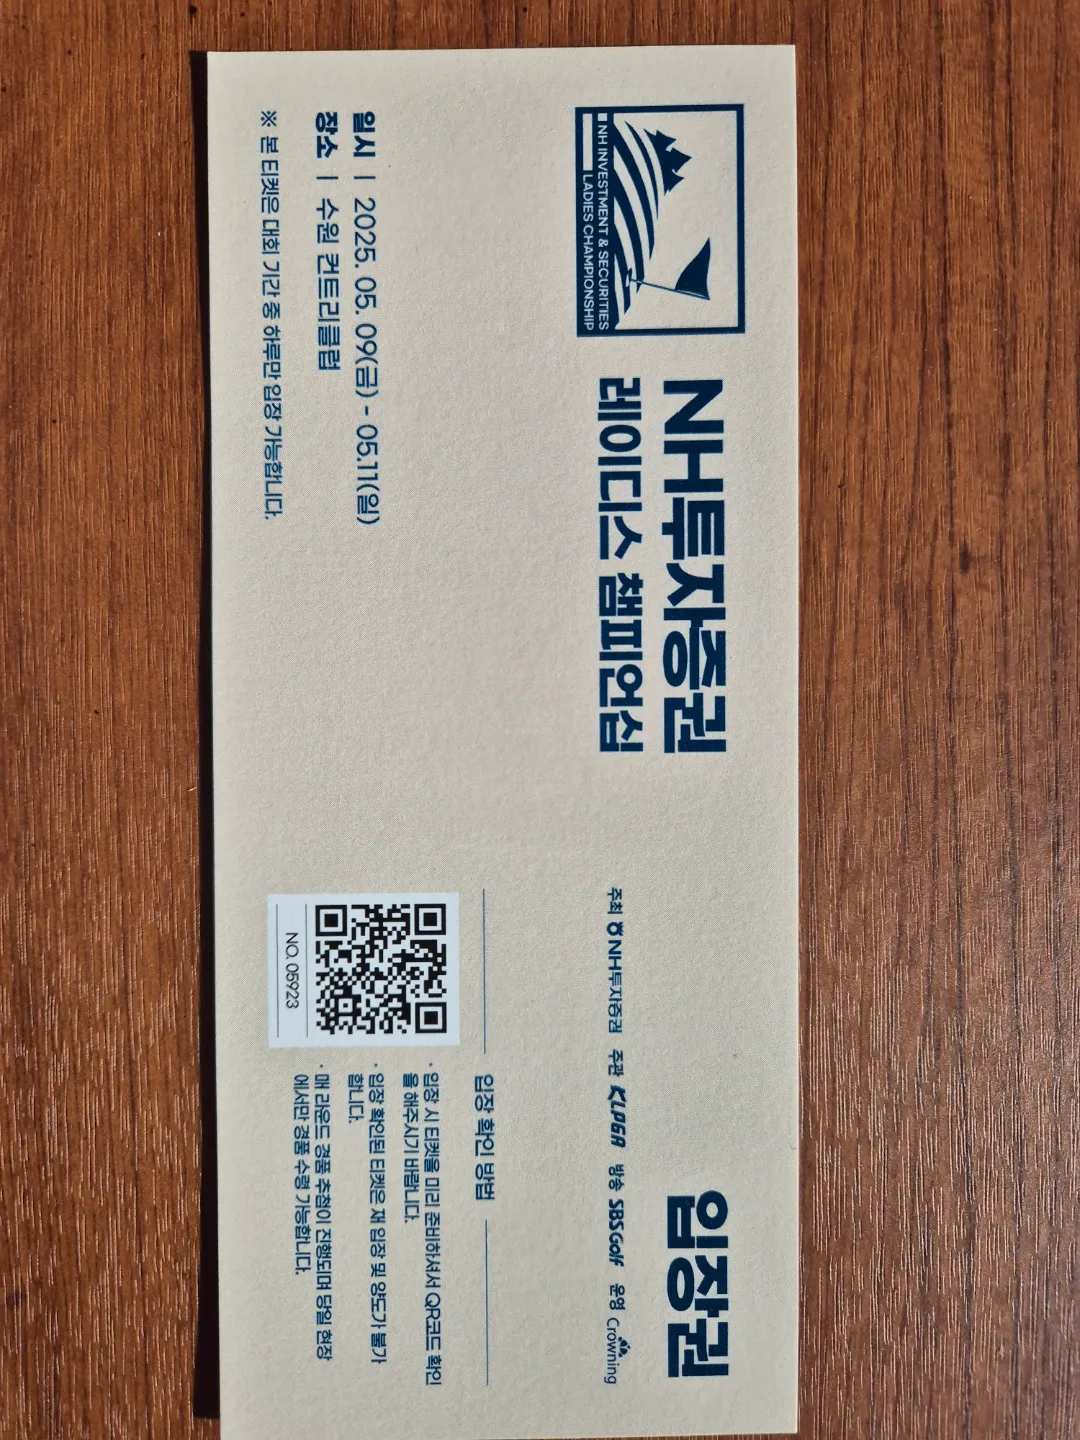 NH INVESTMENT & SECURITIES
LADIES CHAMPIONSHIP
NH투자증권
레이디스 챔피언십
입장권
일시 | 2025. 05. 09(금) - 05.11(일)
장소 | 수원 컨트리클럽
※ 본 티켓은 대회 기간 중 하루만 입장 가능합니다.
주최 NH투자증권 주관 KLPGA 방송 SBS Golf 운영 Crowning
입장 확인 방법
· 입장 시 티켓을 미리 준비하셔서 QR코드 확인
을 해주시기 바랍니다.
· 입장 확인된 티켓은 재 입장 및 양도가 불가
합니다.
· 매 라운드 경품 추첨이 진행되며 당일 현장
에서만 경품 수령 가능합니다.
NO. 05923